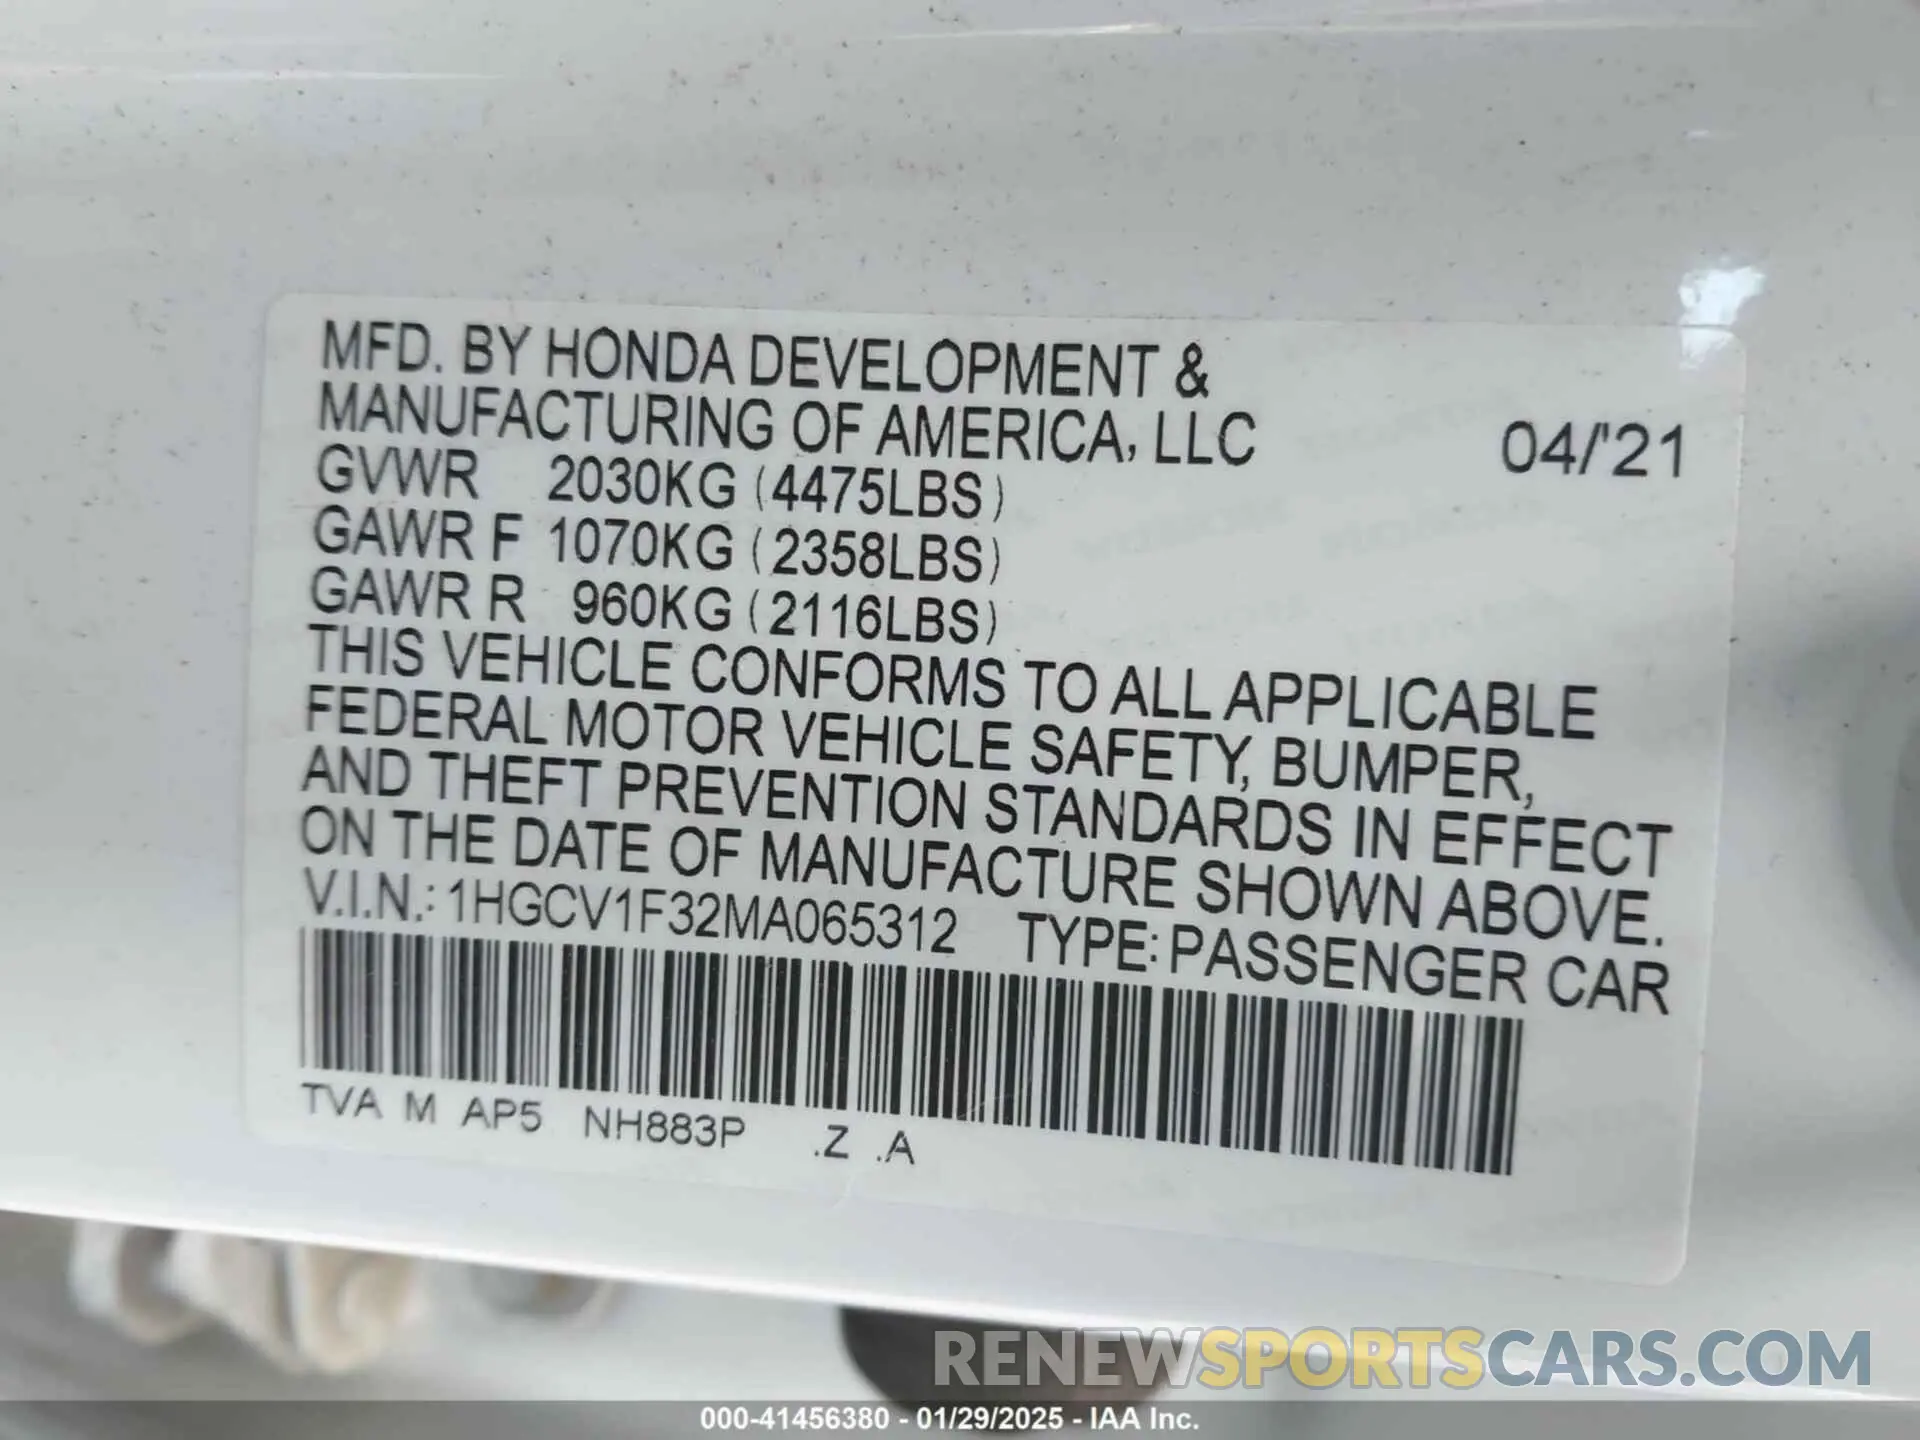 MFD. BY HONDA DEVELOPMENT &
MANUFACTURING OF AMERICA, LLC 04/'21
GVWR 2030KG (4475LBS)
GAWR F 1070KG (2358LBS)
GAWR R 960KG (2116LBS)
THIS VEHICLE CONFORMS TO ALL APPLICABLE
FEDERAL MOTOR VEHICLE SAFETY, BUMPER,
AND THEFT PREVENTION STANDARDS IN EFFECT
ON THE DATE OF MANUFACTURE SHOWN ABOVE.
V.I.N.: 1HGCV1F32MA065312 TYPE: PASSENGER CAR
TVA M AP5 NH883P .Z .A
RENEWSPORTSCARS.COM
000-41456380 - 01/29/2025 - IAA Inc.